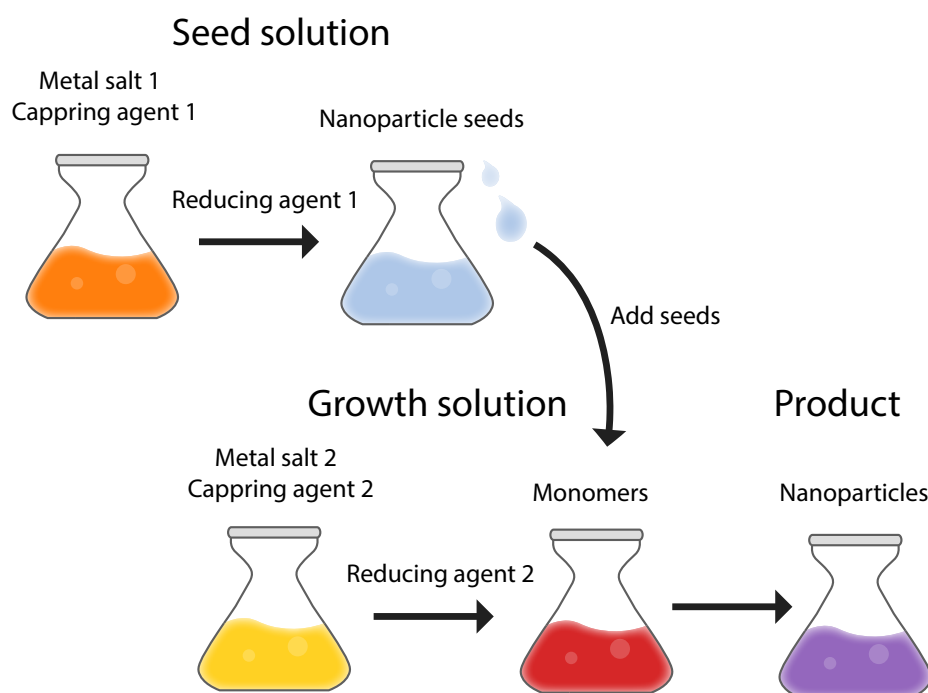 Seed solution
Metal salt 1
Cappring agent 1
Nanoparticle seeds
Reducing agent 1
Add seeds
Growth solution
Product
Metal salt 2
Cappring agent 2
Monomers
Nanoparticles
Reducing agent 2